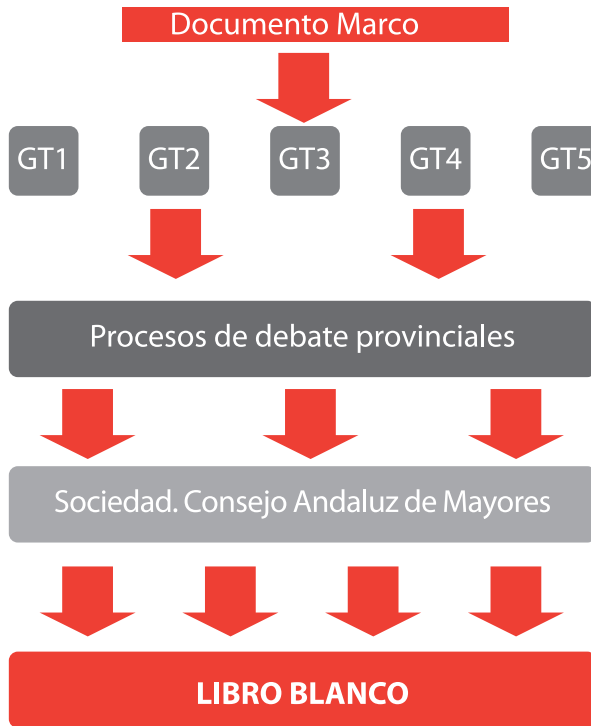 Documento Marco
GT1 GT2 GT3 GT4 GT5
Procesos de debate provinciales
Sociedad. Consejo Andaluz de Mayores
LIBRO BLANCO